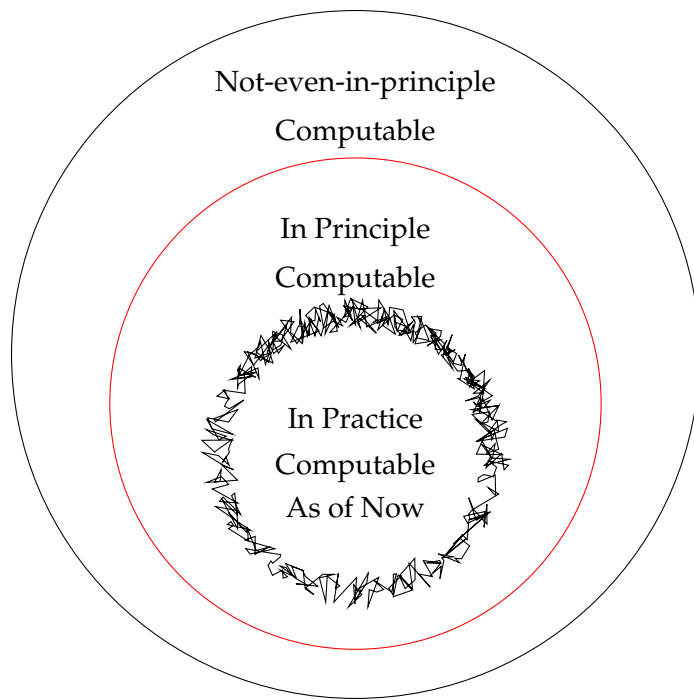 Not-even-in-principle
Computable
In Principle
Computable
In Practice
Computable
As of Now